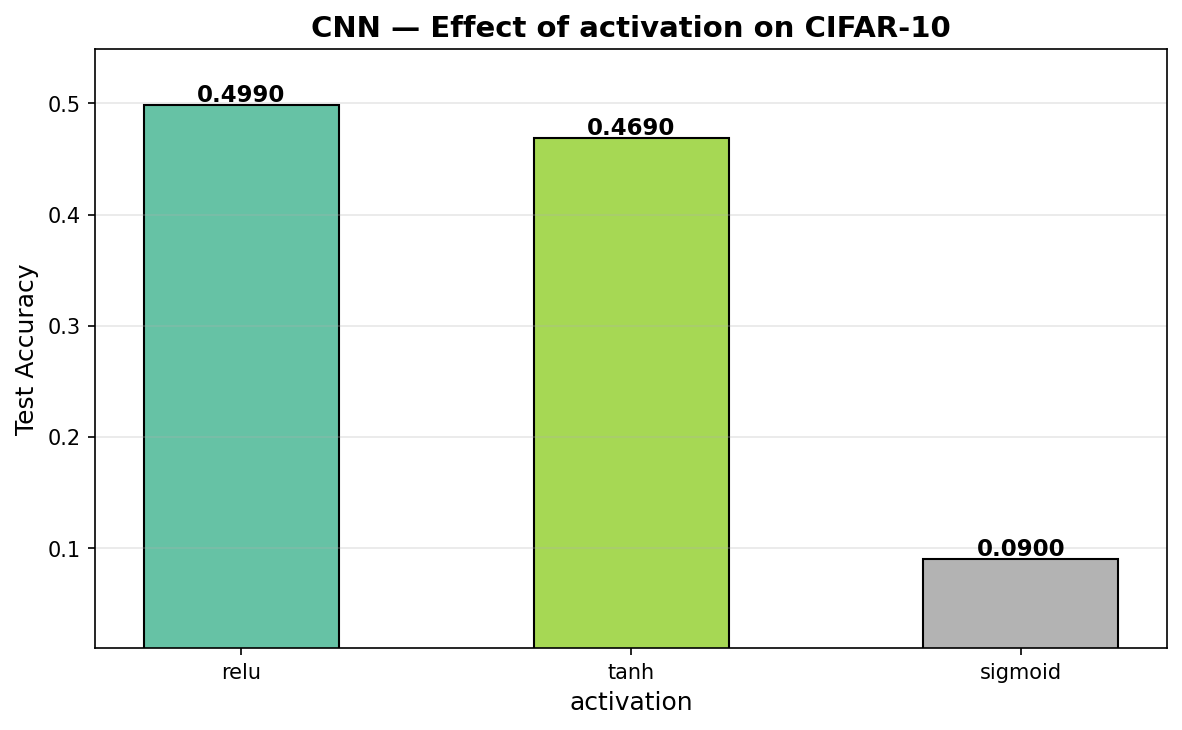 CNN — Effect of activation on CIFAR-10
0.4990
0.4690
0.0900
Test Accuracy
0.5
0.4
0.3
0.2
0.1
relu
tanh
sigmoid
activation